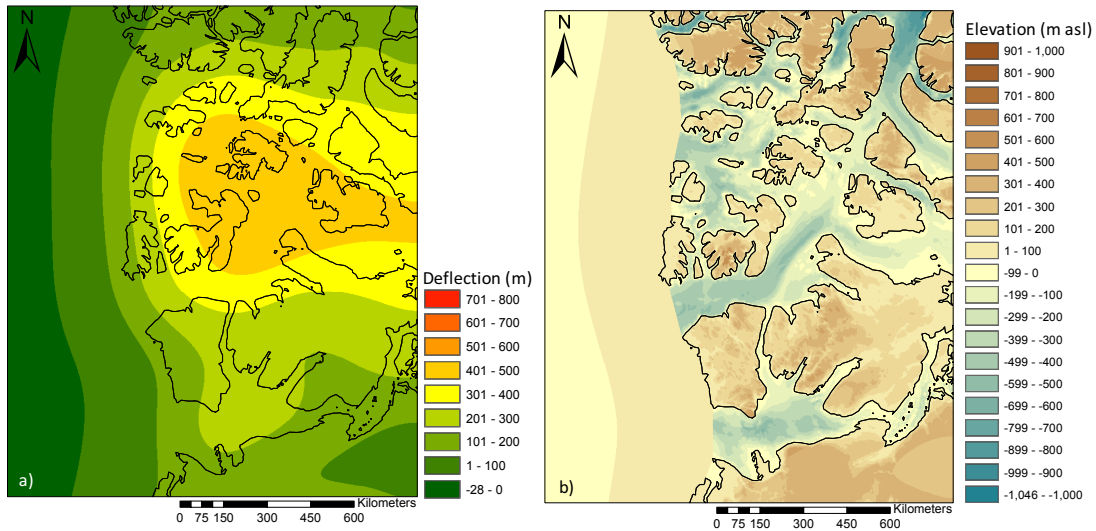 N
a)
Deflection (m)
701 - 800
601 - 700
501 - 600
401 - 500
301 - 400
201 - 300
101 - 200
1 - 100
-28 - 0
Kilometers
0 75 150 300 450 600
N
b)
Elevation (m asl)
901 - 1,000
801 - 900
701 - 800
601 - 700
501 - 600
401 - 500
301 - 400
201 - 300
101 - 200
1 - 100
-99 - 0
-199 - -100
-299 - -200
-399 - -300
-499 - -400
-599 - -500
-699 - -600
-799 - -700
-899 - -800
-999 - -900
-1,046 - -1,000
Kilometers
0 75 150 300 450 600